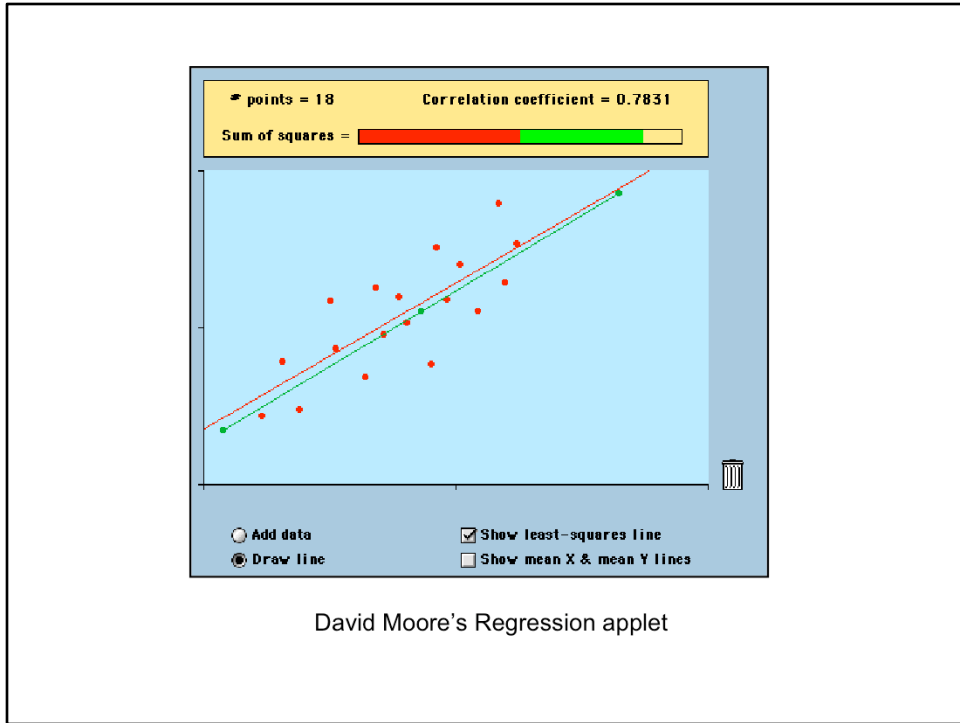 # points = 18 Correlation coefficient = 0.7831
Sum of squares =
Add data Show least-squares line
Draw line Show mean X & mean Y lines
David Moore’s Regression applet